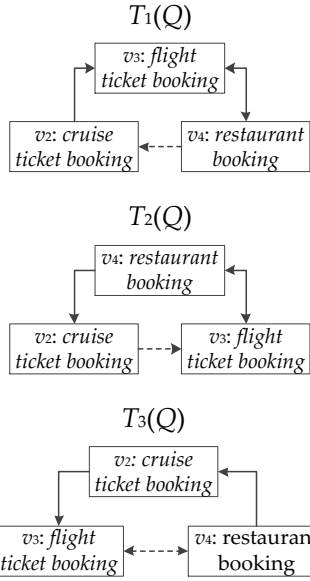 T1(Q)
v3: flight
ticket booking
v2: cruise
ticket booking
v4: restaurant
booking
T2(Q)
v4: restaurant
booking
v2: cruise
ticket booking
v3: flight
ticket booking
T3(Q)
v2: cruise
ticket booking
v3: flight
ticket booking
v4: restaurant
booking